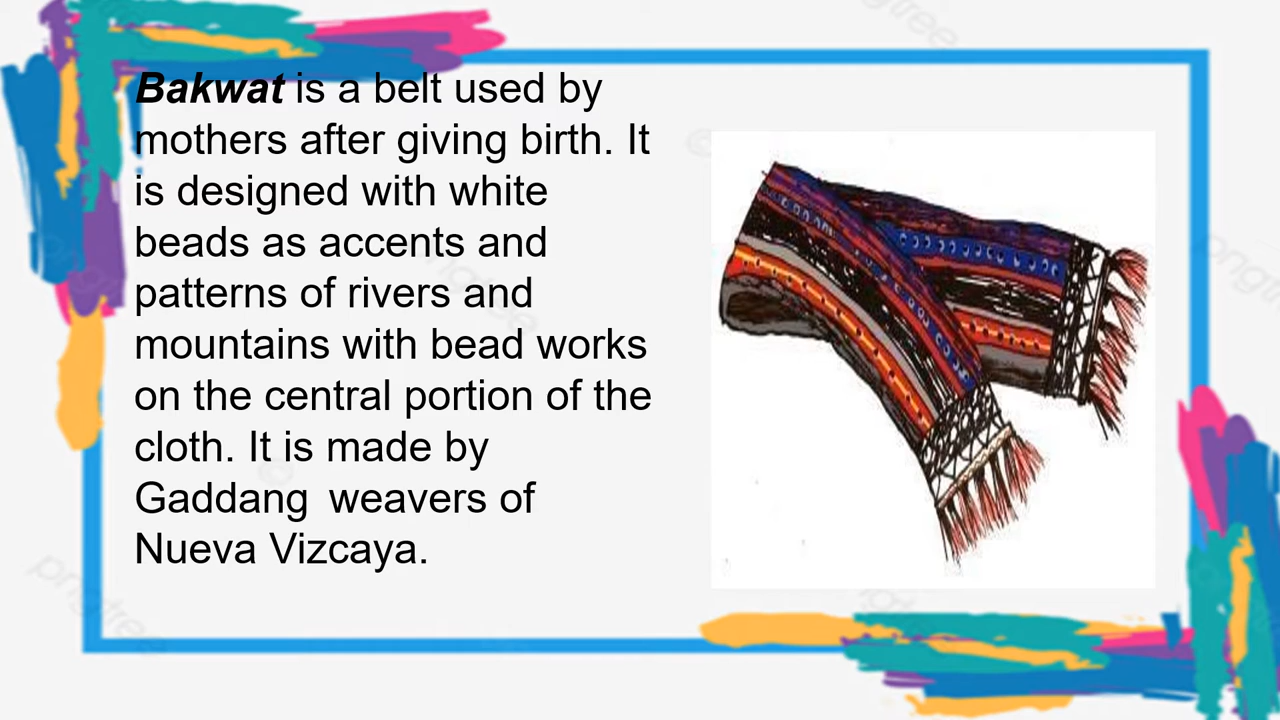 Bakwat is a belt used by
mothers after giving birth. It
is designed with white
beads as accents and
patterns of rivers and
mountains with bead works
on the central portion of the
cloth. It is made by
Gaddang  weavers of
Nueva Vizcaya.